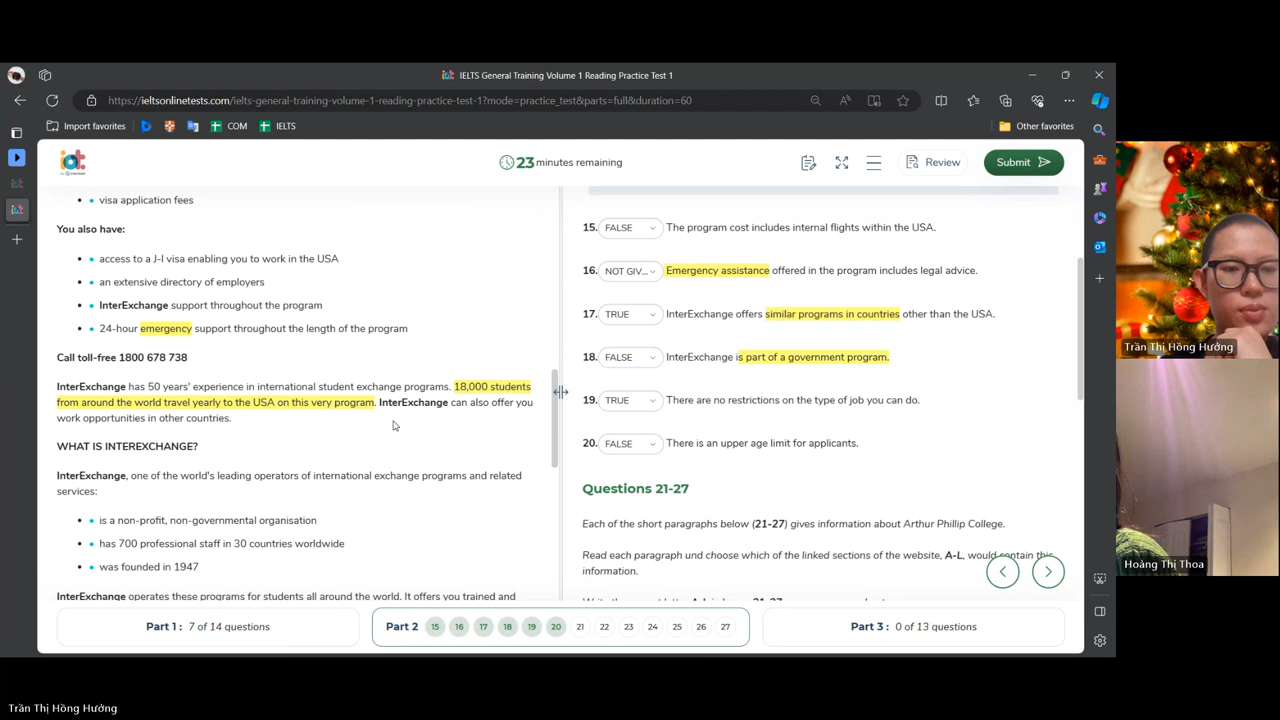 IELTS General Training Volume 1 Reading Practice Test 1
https://ieltsonlinetests.com/ielts-general-training-volume-1-reading-practice-test-1?mode=practice_test&parts=full&duration=60
Import favorites
COM
IELTS
Other favorites
iot
23 minutes remaining
Review
Submit
visa application fees
You also have:
access to a J-I visa enabling you to work in the USA
an extensive directory of employers
InterExchange support throughout the program
24-hour emergency support throughout the length of the program
Call toll-free 1800 678 738
InterExchange has 50 years' experience in international student exchange programs. 18,000 students
from around the world travel yearly to the USA on this very program. InterExchange can also offer you
work opportunities in other countries.
WHAT IS INTEREXCHANGE?
InterExchange, one of the world's leading operators of international exchange programs and related
services:
is a non-profit, non-governmental organisation
has 700 professional staff in 30 countries worldwide
was founded in 1947
InterExchange operates these programs for students all around the world. It offers you trained and
15. FALSE The program cost includes internal flights within the USA.
16. NOT GIV... Emergency assistance offered in the program includes legal advice.
17. TRUE InterExchange offers similar programs in countries other than the USA.
18. FALSE InterExchange is part of a government program.
19. TRUE There are no restrictions on the type of job you can do.
20. FALSE There is an upper age limit for applicants.
Questions 21-27
Each of the short paragraphs below (21-27) gives information about Arthur Phillip College.
Read each paragraph und choose which of the linked sections of the website, A-L, would contain this
information.
Part 1 : 7 of 14 questions
Part 2 15 16 17 18 19 20 21 22 23 24 25 26 27
Part 3 : 0 of 13 questions
Trần Thị Hồng Hưởng
Hoàng Thị Thoa
Trần Thị Hồng Hưởng